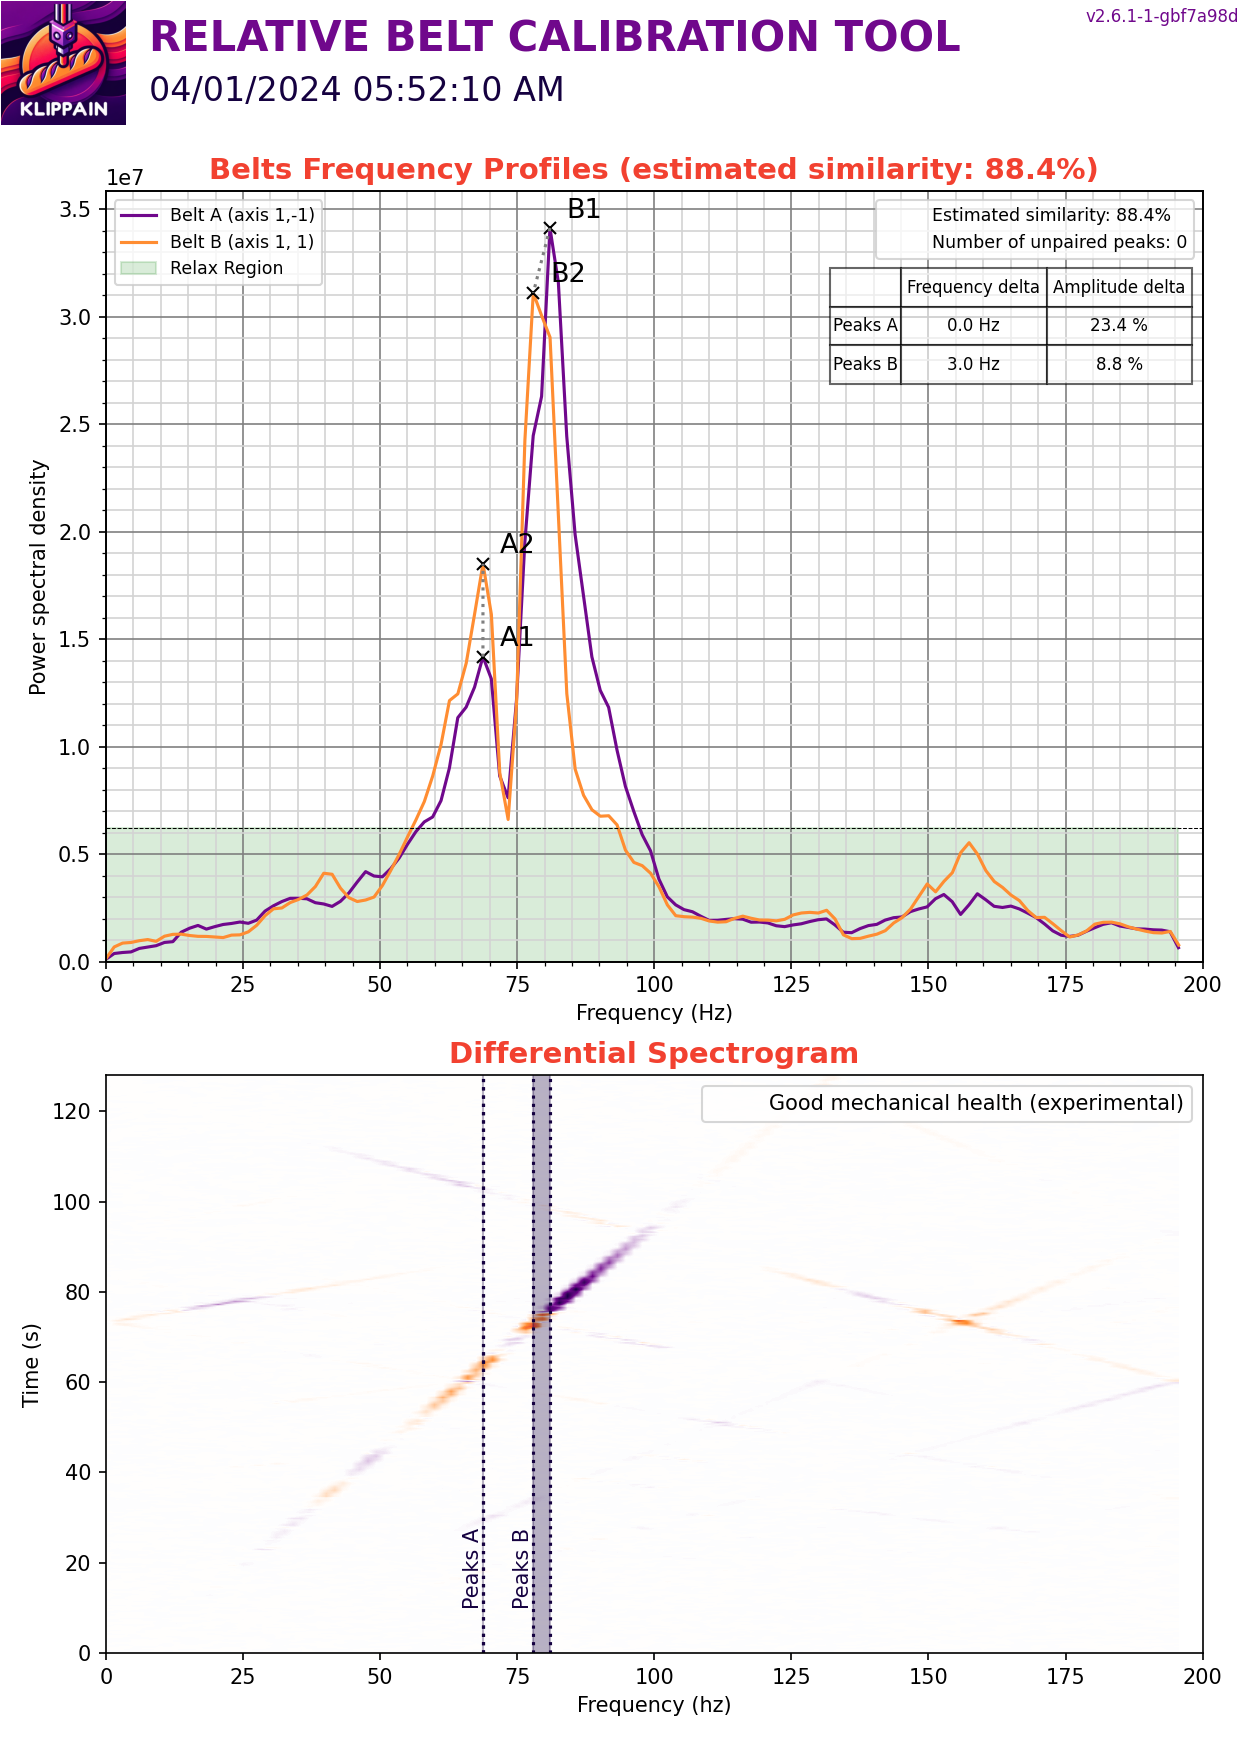 v2.6.1-1-gbf7a98d
RELATIVE BELT CALIBRATION TOOL
04/01/2024 05:52:10 AM
KLIPPAIN
Belts Frequency Profiles (estimated similarity: 88.4%)
1e7
Belt A (axis 1,-1)
Belt B (axis 1, 1)
Relax Region
Estimated similarity: 88.4%
Number of unpaired peaks: 0
Frequency delta Amplitude delta
Peaks A 0.0 Hz 23.4 %
Peaks B 3.0 Hz 8.8 %
B1
B2
A2
A1
3.5
3.0
2.5
2.0
1.5
1.0
0.5
0.0
Power spectral density
0 25 50 75 100 125 150 175 200
Frequency (Hz)
Differential Spectrogram
Good mechanical health (experimental)
120
100
80
60
40
20
0
Time (s)
Peaks A
Peaks B
0 25 50 75 100 125 150 175 200
Frequency (hz)